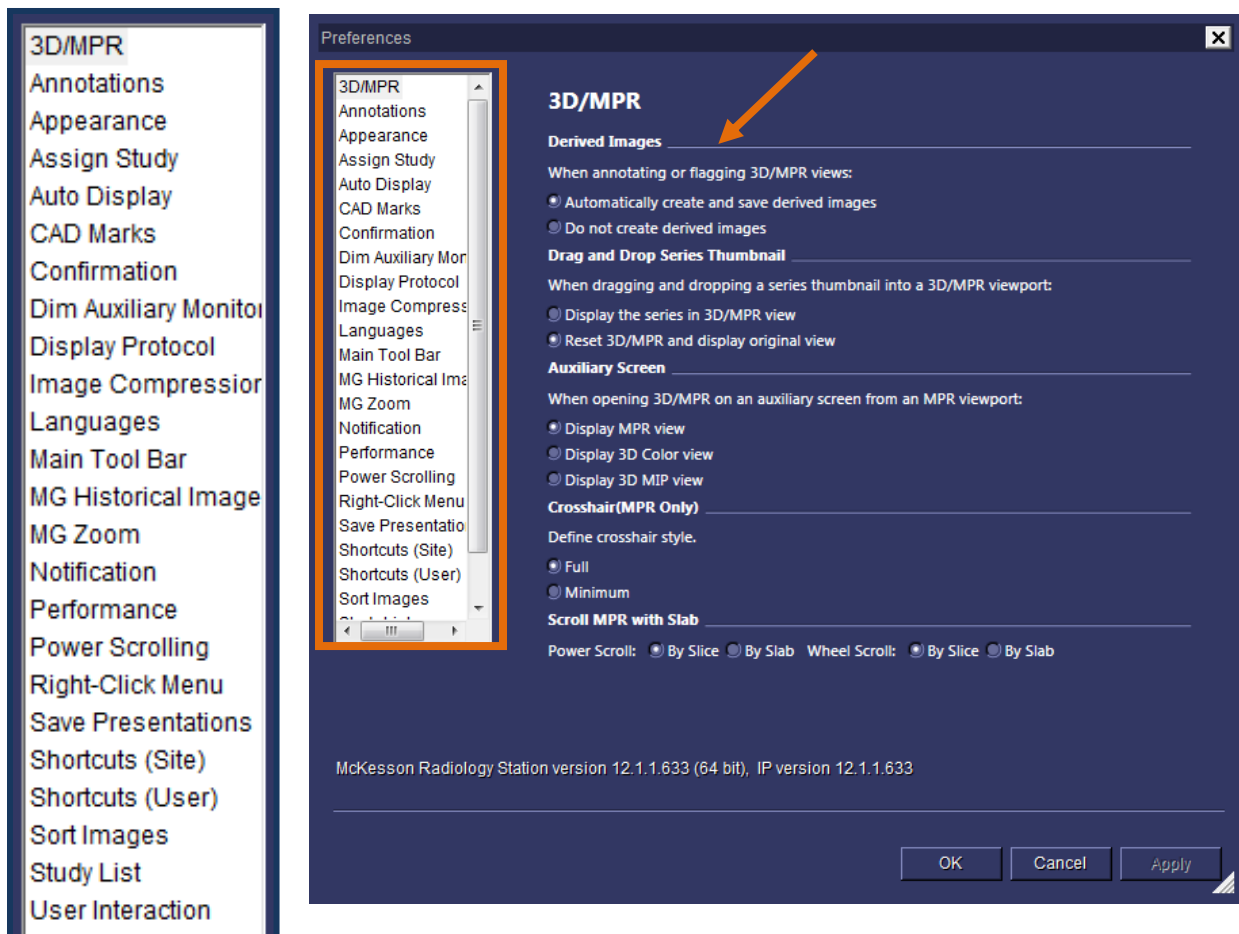 3D/MPR
Annotations
Appearance
Assign Study
Auto Display
CAD Marks
Confirmation
Dim Auxiliary Monitor
Display Protocol
Image Compression
Languages
Main Tool Bar
MG Historical Image
MG Zoom
Notification
Performance
Power Scrolling
Right-Click Menu
Save Presentations
Shortcuts (Site)
Shortcuts (User)
Sort Images
Study List
User Interaction
Preferences
3D/MPR
Annotations
Appearance
Assign Study
Auto Display
CAD Marks
Confirmation
Dim Auxiliary Mon
Display Protocol
Image Compress
Languages
Main Tool Bar
MG Historical Ima
MG Zoom
Notification
Performance
Power Scrolling
Right-Click Menu
Save Presentatio
Shortcuts (Site)
Shortcuts (User)
Sort Images
3D/MPR
Derived Images
When annotating or flagging 3D/MPR views:
Automatically create and save derived images
Do not create derived images
Drag and Drop Series Thumbnail
When dragging and dropping a series thumbnail into a 3D/MPR viewport:
Display the series in 3D/MPR view
Reset 3D/MPR and display original view
Auxiliary Screen
When opening 3D/MPR on an auxiliary screen from an MPR viewport:
Display MPR view
Display 3D Color view
Display 3D MIP view
Crosshair(MPR Only)
Define crosshair style.
Full
Minimum
Scroll MPR with Slab
Power Scroll: By Slice By Slab Wheel Scroll: By Slice By Slab
McKesson Radiology Station version 12.1.1.633 (64 bit), IP version 12.1.1.633
OK Cancel Apply